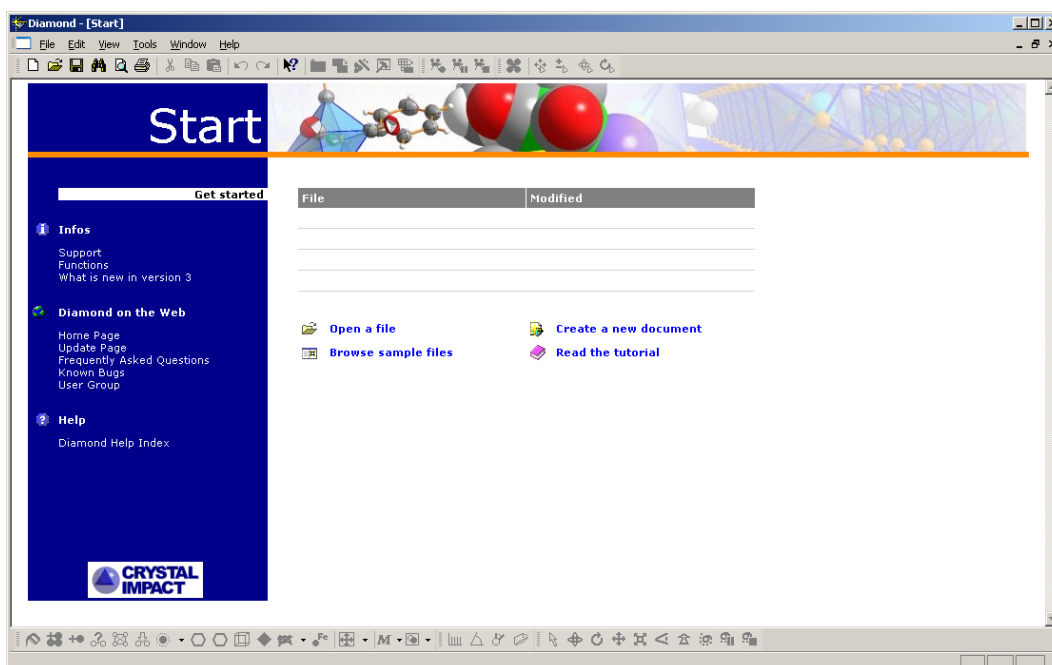 Diamond - [Start]
File Edit View Tools Window Help
Start
Get started
File Modified
Infos
Support
Functions
What is new in version 3
Diamond on the Web
Home Page
Update Page
Frequently Asked Questions
Known Bugs
User Group
Help
Diamond Help Index
Open a file
Create a new document
Browse sample files
Read the tutorial
CRYSTAL
IMPACT
Fe
M